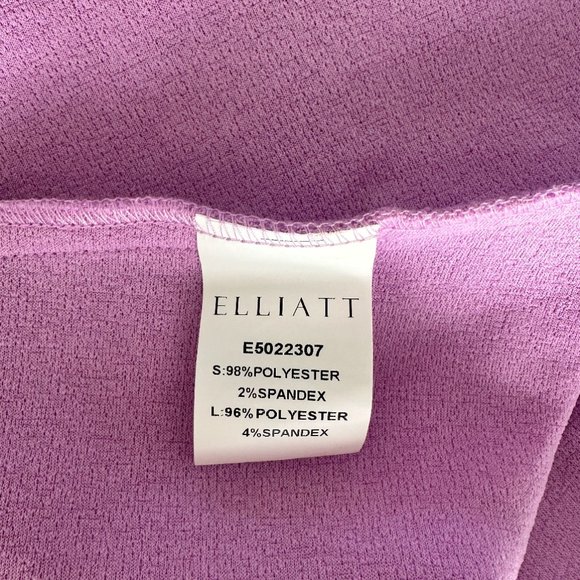 ELLIATT
E5022307
S:98%POLYESTER
2%SPANDEX
L:96%POLYESTER
4%SPANDEX